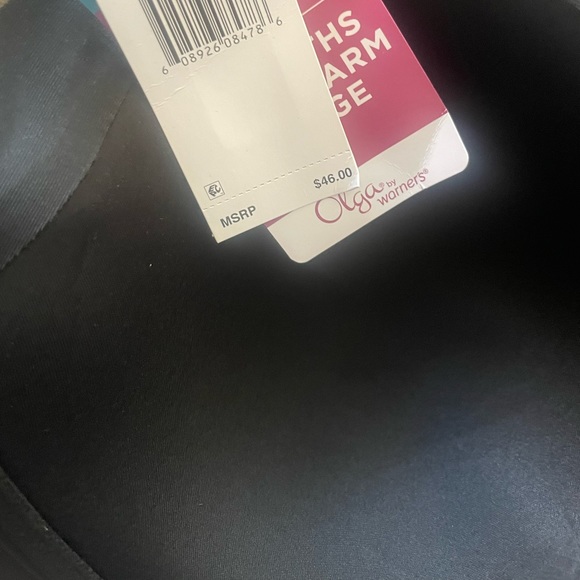 6 08926 08478 6
THS
ARM
GE
MSRP $46.00
Olga® by warners®